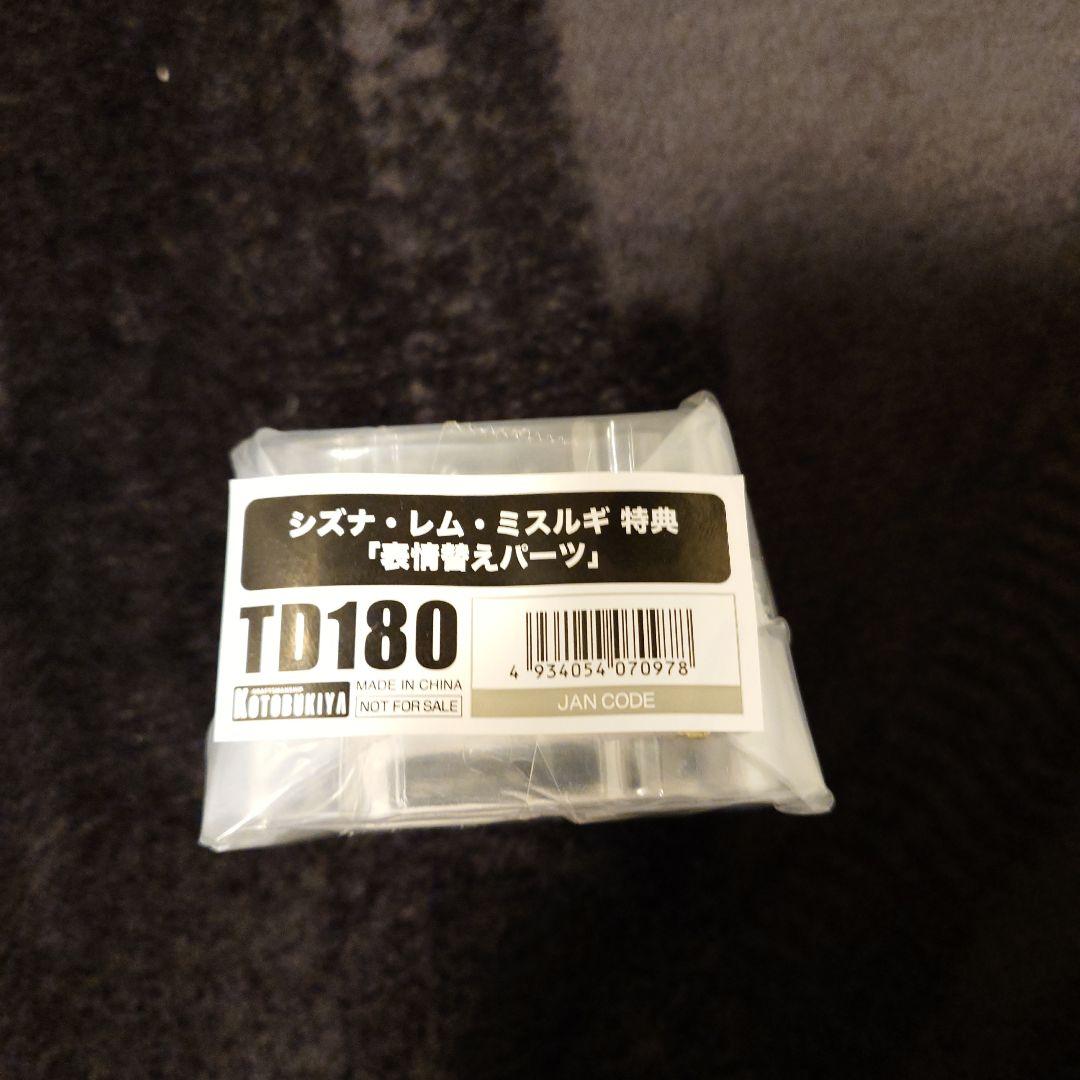 シズナ・レム・ミスルギ 特典
「表情替えパーツ」
TD180
4 934054 070978
MADE IN CHINA
KOTOBUKIYA
NOT FOR SALE
JAN CODE